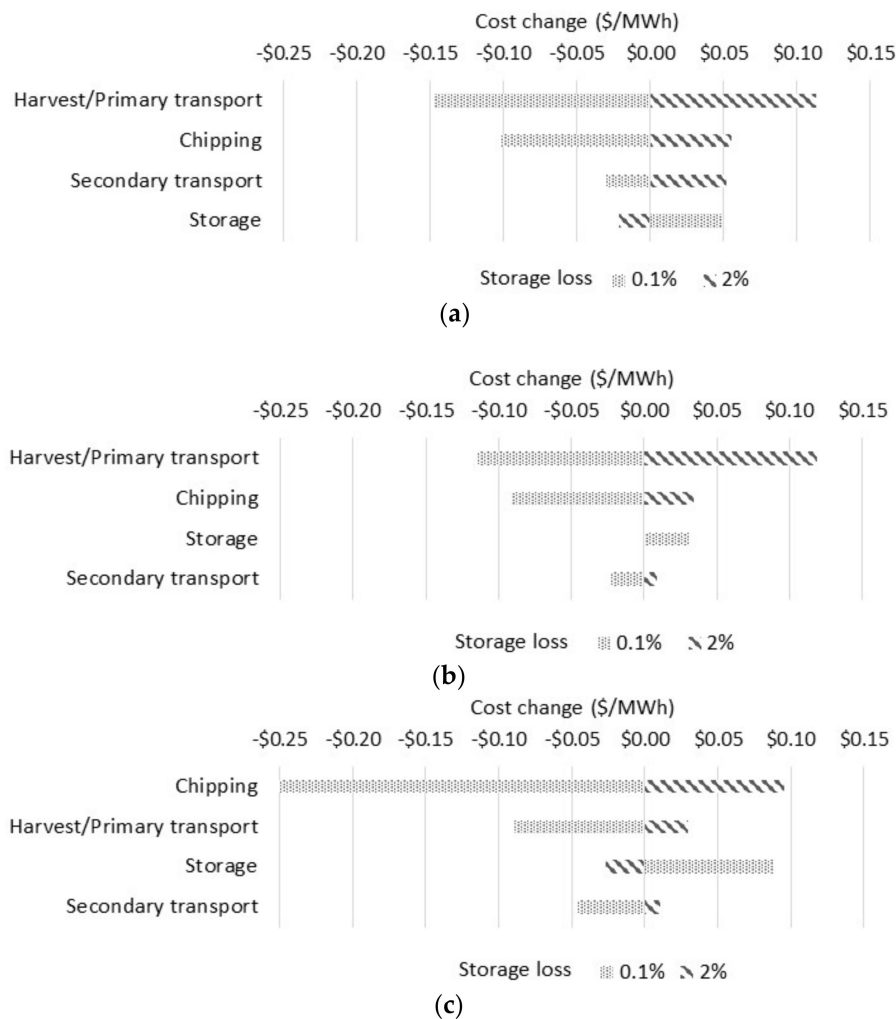 Cost change ($/MWh)
-$0.25 -$0.20 -$0.15 -$0.10 -$0.05 $0.00 $0.05 $0.10 $0.15
Harvest/Primary transport
Chipping
Secondary transport
Storage
Storage loss 0.1% 2%
(a)
Cost change ($/MWh)
-$0.25 -$0.20 -$0.15 -$0.10 -$0.05 $0.00 $0.05 $0.10 $0.15
Harvest/Primary transport
Chipping
Storage
Secondary transport
Storage loss 0.1% 2%
(b)
Cost change ($/MWh)
-$0.25 -$0.20 -$0.15 -$0.10 -$0.05 $0.00 $0.05 $0.10 $0.15
Chipping
Harvest/Primary transport
Storage
Secondary transport
Storage loss 0.1% 2%
(c)